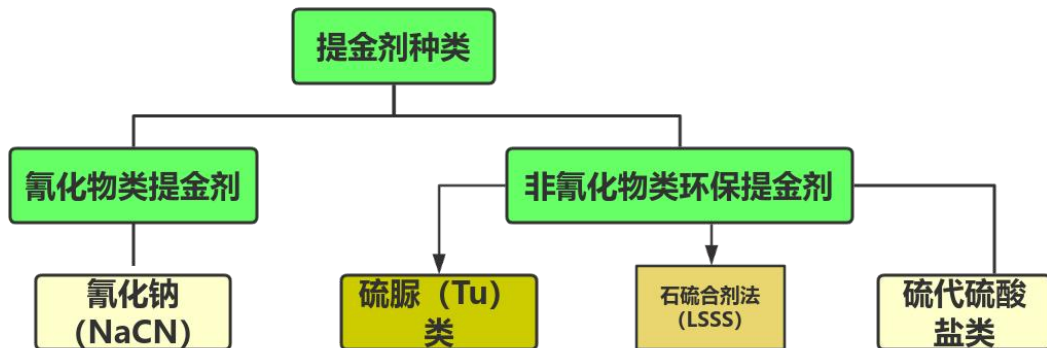 提金剂种类
氰化物类提金剂
非氰化物类环保提金剂
氰化钠
（NaCN）
硫脲（Tu）
类
石硫合剂法
（LSSS）
硫代硫酸
盐类